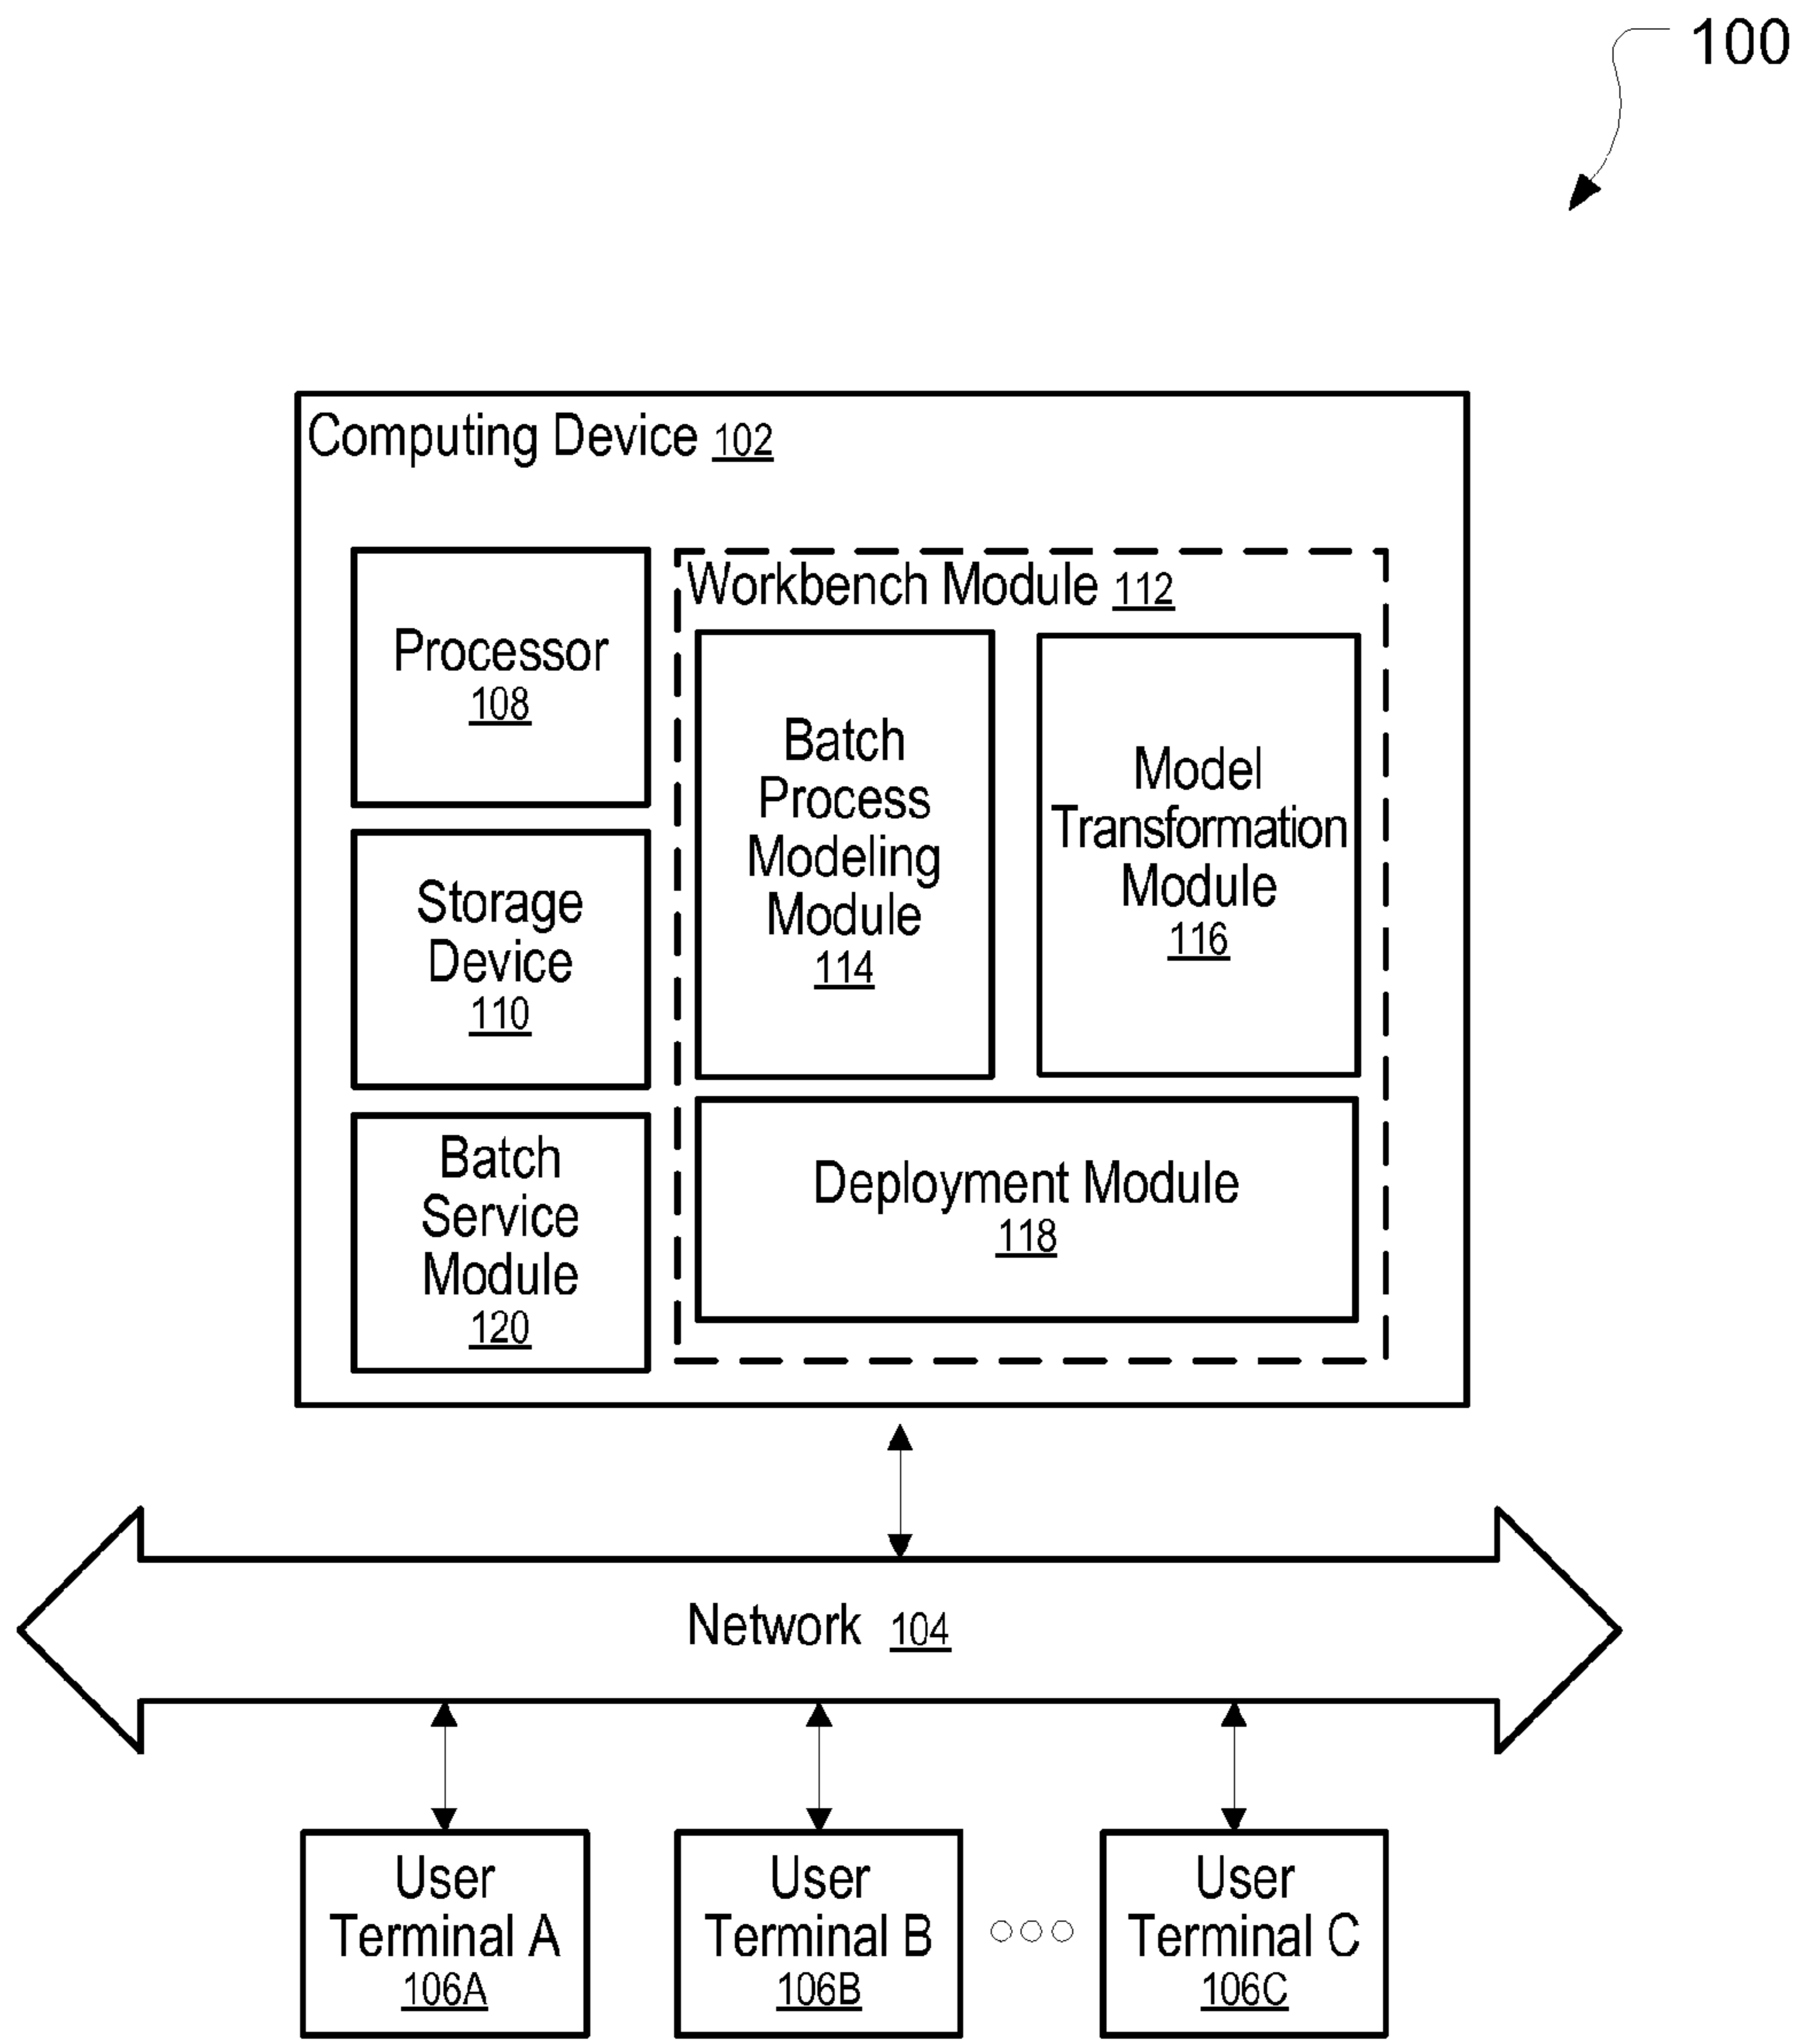 100
Computing Device 102
Processor
108
Storage
Device
110
Batch
Service
Module
120
Workbench Module 112
Batch
Process
Modeling
Module
114
Model
Transformation
Module
116
Deployment Module
118
Network 104
User
Terminal A
106A
User
Terminal B
106B
User
Terminal C
106C